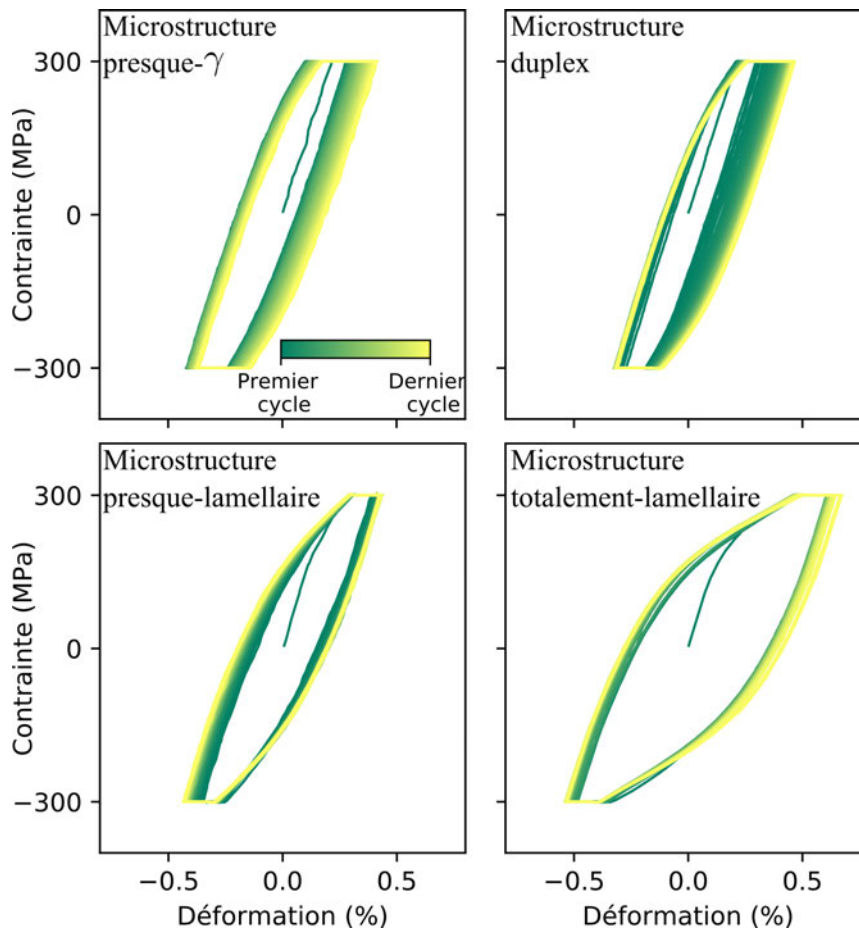 Microstructure
presque-γ
Microstructure
duplex
Contrainte (MPa)
300
0
−300
Premier
cycle
Dernier
cycle
Microstructure
presque-lamellaire
Microstructure
totalement-lamellaire
Contrainte (MPa)
300
0
−300
−0.5
0.0
0.5
−0.5
0.0
0.5
Déformation (%)
Déformation (%)